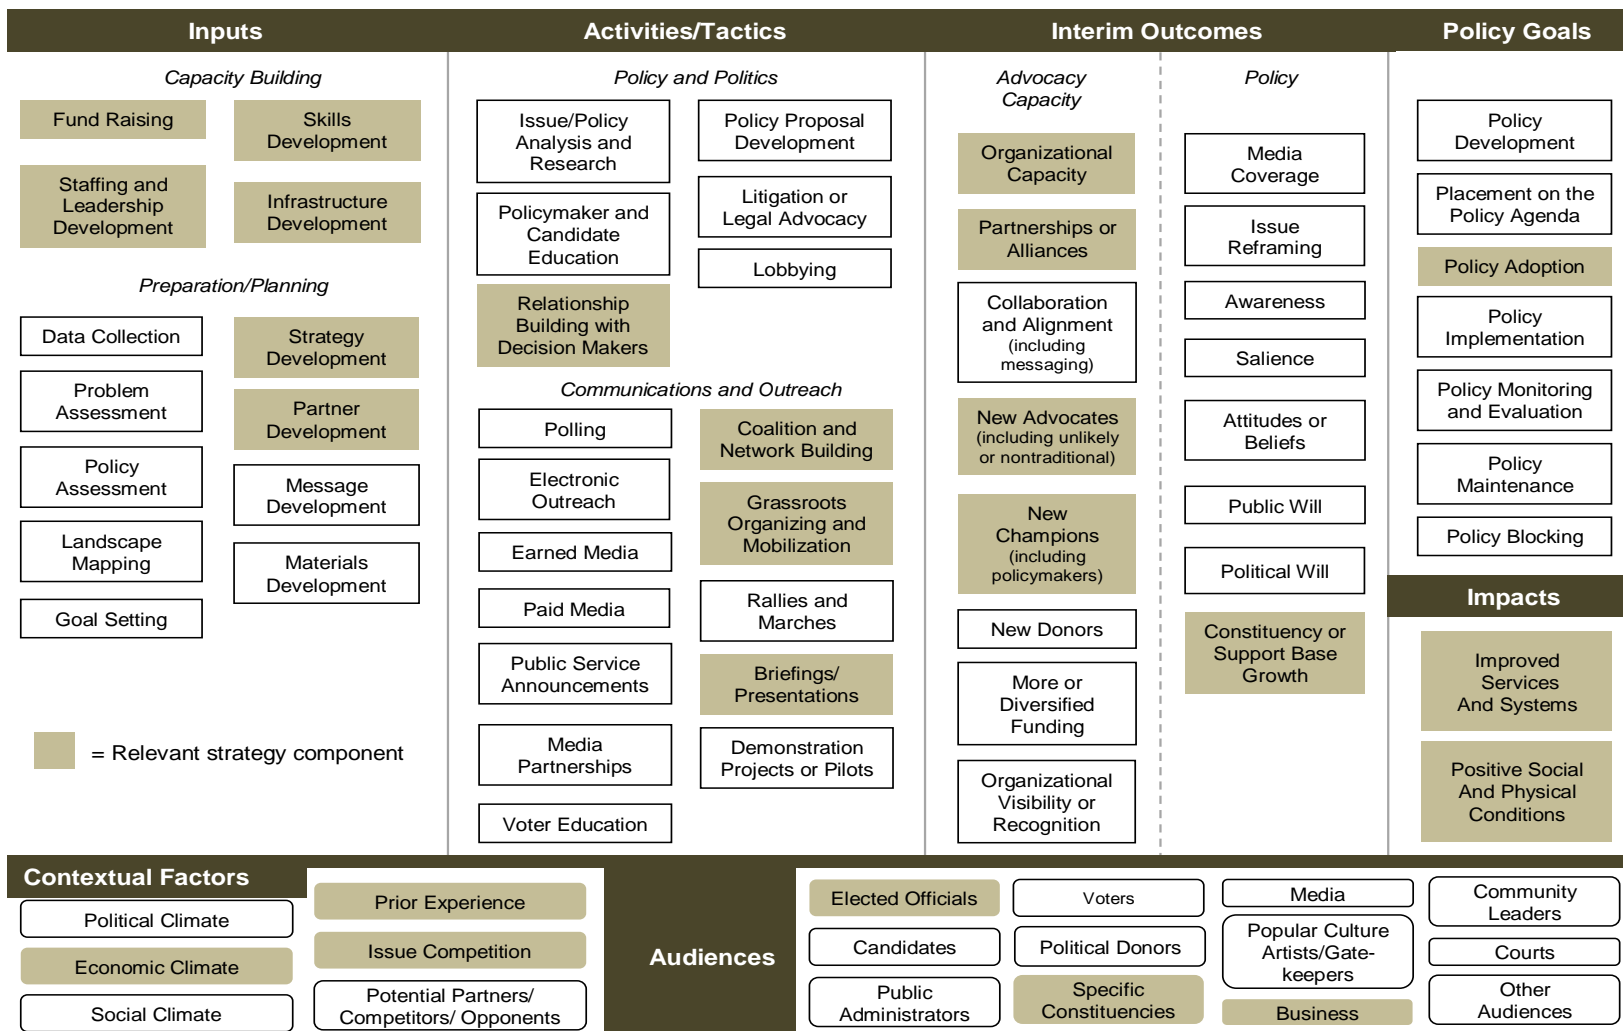 Inputs
Activities/Tactics
Interim Outcomes
Policy Goals
Capacity Building
Fund Raising
Skills
Development
Staffing and
Leadership
Development
Infrastructure
Development
Preparation/Planning
Data Collection
Strategy
Development
Problem
Assessment
Partner
Development
Policy
Assessment
Message
Development
Landscape
Mapping
Materials
Development
Goal Setting
= Relevant strategy component
Policy and Politics
Issue/Policy
Analysis and
Research
Policy Proposal
Development
Policymaker and
Candidate
Education
Litigation or
Legal Advocacy
Lobbying
Relationship
Building with
Decision Makers
Communications and Outreach
Polling
Coalition and
Network Building
Electronic
Outreach
Grassroots
Organizing and
Mobilization
Earned Media
Paid Media
Rallies and
Marches
Public Service
Announcements
Briefings/
Presentations
Media
Partnerships
Demonstration
Projects or Pilots
Voter Education
Advocacy
Capacity
Organizational
Capacity
Partnerships or
Alliances
Collaboration
and Alignment
(including
messaging)
New Advocates
(including unlikely
or nontraditional)
New
Champions
(including
policymakers)
New Donors
More or
Diversified
Funding
Organizational
Visibility or
Recognition
Policy
Media
Coverage
Issue
Reframing
Awareness
Salience
Attitudes or
Beliefs
Public Will
Political Will
Constituency or
Support Base
Growth
Policy
Development
Placement on the
Policy Agenda
Policy Adoption
Policy
Implementation
Policy Monitoring
and Evaluation
Policy
Maintenance
Policy Blocking
Impacts
Improved
Services
And Systems
Positive Social
And Physical
Conditions
Contextual Factors
Political Climate
Economic Climate
Social Climate
Prior Experience
Issue Competition
Potential Partners/
Competitors/ Opponents
Audiences
Elected Officials
Candidates
Public
Administrators
Voters
Political Donors
Specific
Constituencies
Media
Popular Culture
Artists/Gate-
keepers
Business
Community
Leaders
Courts
Other
Audiences